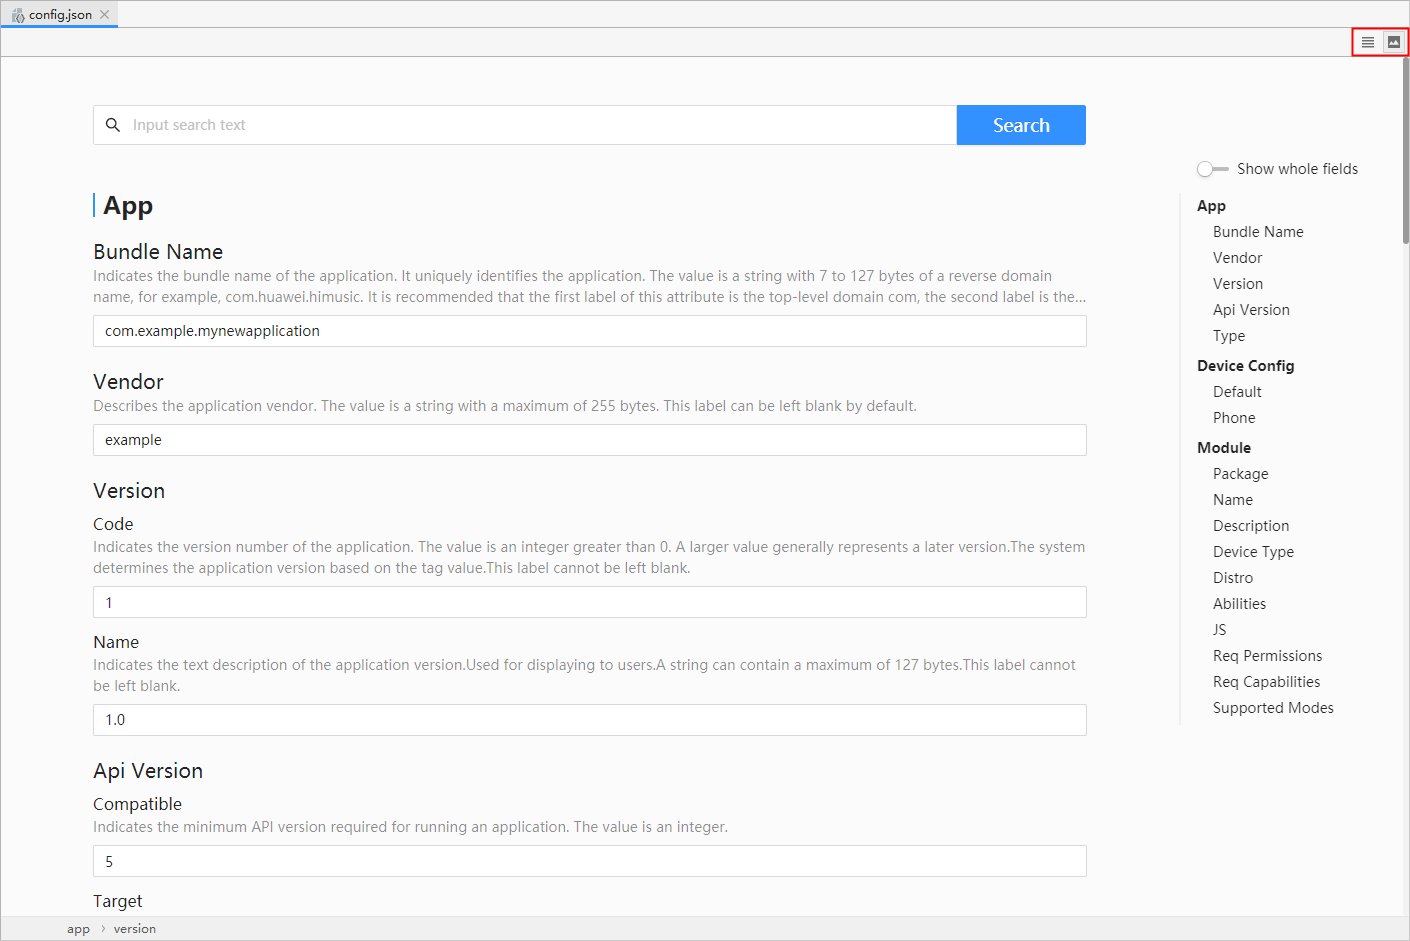 config.json
Input search text
Search
Show whole fields
App
Bundle Name
Indicates the bundle name of the application. It uniquely identifies the application. The value is a string with 7 to 127 bytes of a reverse domain
name, for example, com.huawei.himusic. It is recommended that the first label of this attribute is the top-level domain com, the second label is the...
com.example.mynewapplication
Vendor
Describes the application vendor. The value is a string with a maximum of 255 bytes. This label can be left blank by default.
example
Version
Code
Indicates the version number of the application. The value is an integer greater than 0. A larger value generally represents a later version.The system
determines the application version based on the tag value.This label cannot be left blank.
1
Name
Indicates the text description of the application version.Used for displaying to users.A string can contain a maximum of 127 bytes.This label cannot
be left blank.
1.0
Api Version
Compatible
Indicates the minimum API version required for running an application. The value is an integer.
5
Target
App
Bundle Name
Vendor
Version
Api Version
Type
Device Config
Default
Phone
Module
Package
Name
Description
Device Type
Distro
Abilities
JS
Req Permissions
Req Capabilities
Supported Modes
app › version